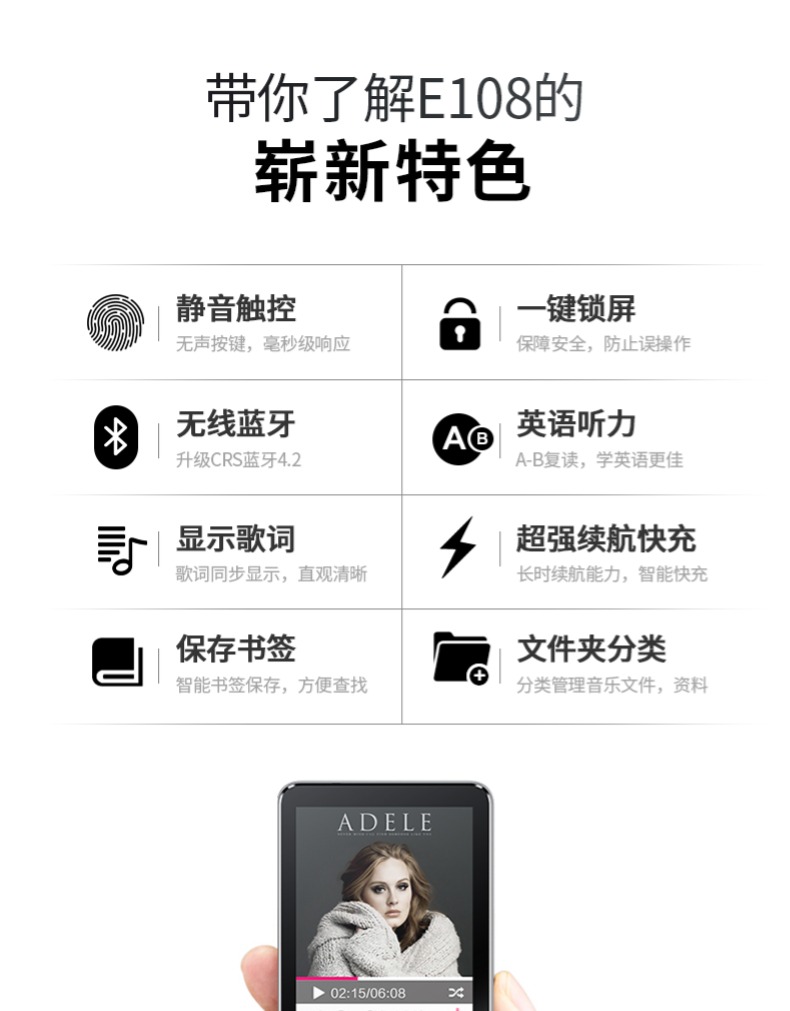 带你了解E108的
崭新特色
静音触控
无声按键，毫秒级响应
一键锁屏
保障安全，防止误操作
无线蓝牙
升级CRS蓝牙4.2
A B
英语听力
A-B复读，学英语更佳
显示歌词
歌词同步显示，直观清晰
超强续航快充
长时续航能力，智能快充
保存书签
智能书签保存，方便查找
文件夹分类
分类管理音乐文件，资料
ADELE
02:15/06:08